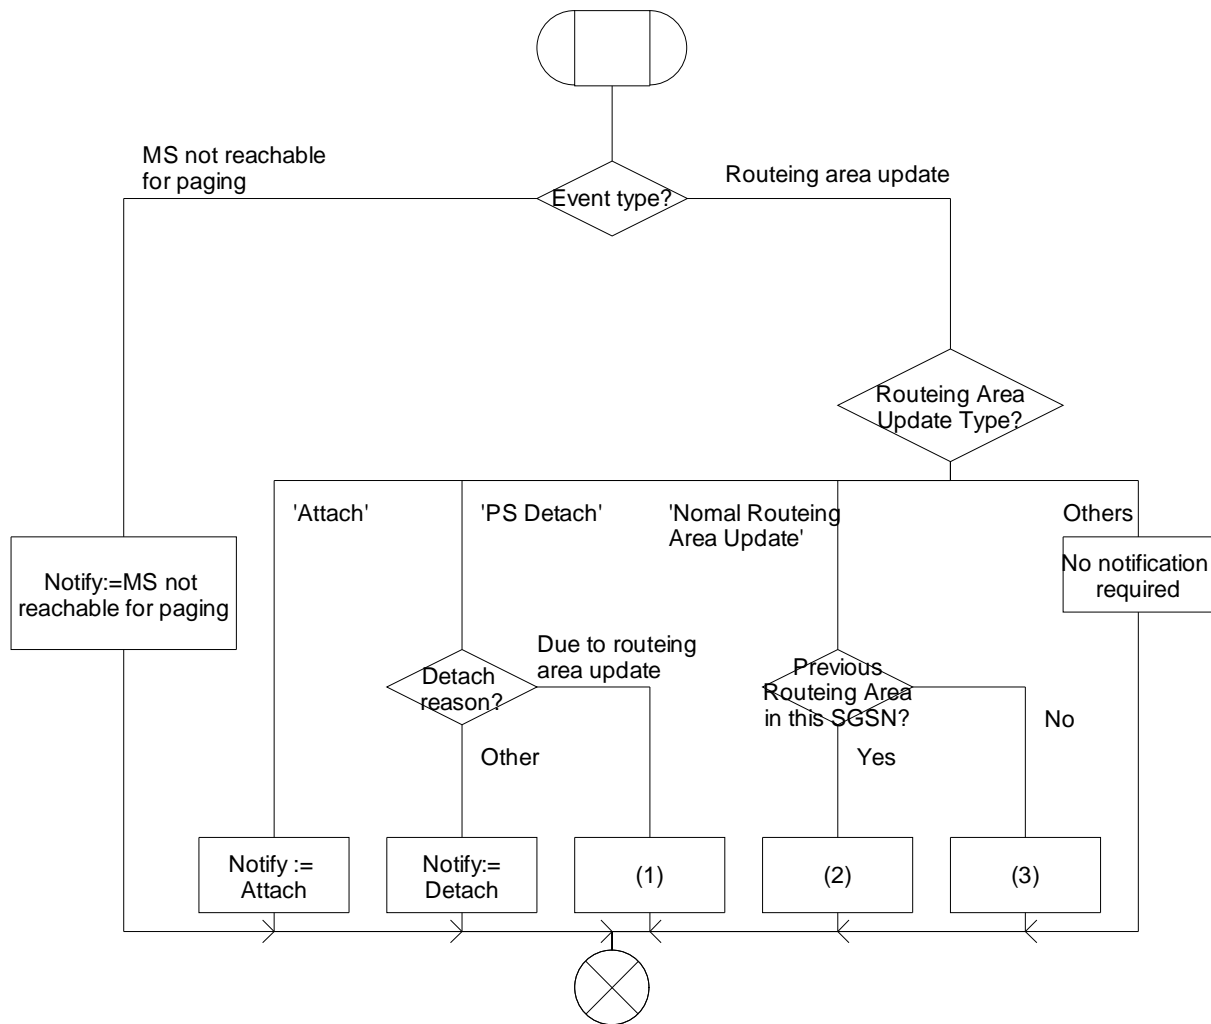 MS not reachable
for paging
Event type?
Routeing area update
Routeing Area
Update Type?
'Attach'
'PS Detach'
'Nomal Routeing
Area Update'
Others
Notify:=MS not
reachable for paging
No notification
required
Due to routeing
area update
Detach
reason?
Previous
Routeing Area
in this SGSN?
No
Other
Yes
Notify :=
Attach
Notify:=
Detach
(1)
(2)
(3)